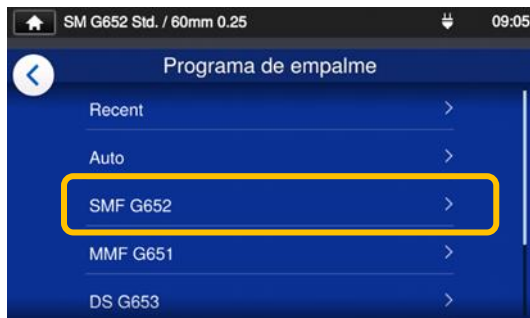 SM G652 Std. / 60mm 0.25 09:05
Programa de empalme
Recent
Auto
SMF G652
MMF G651
DS G653